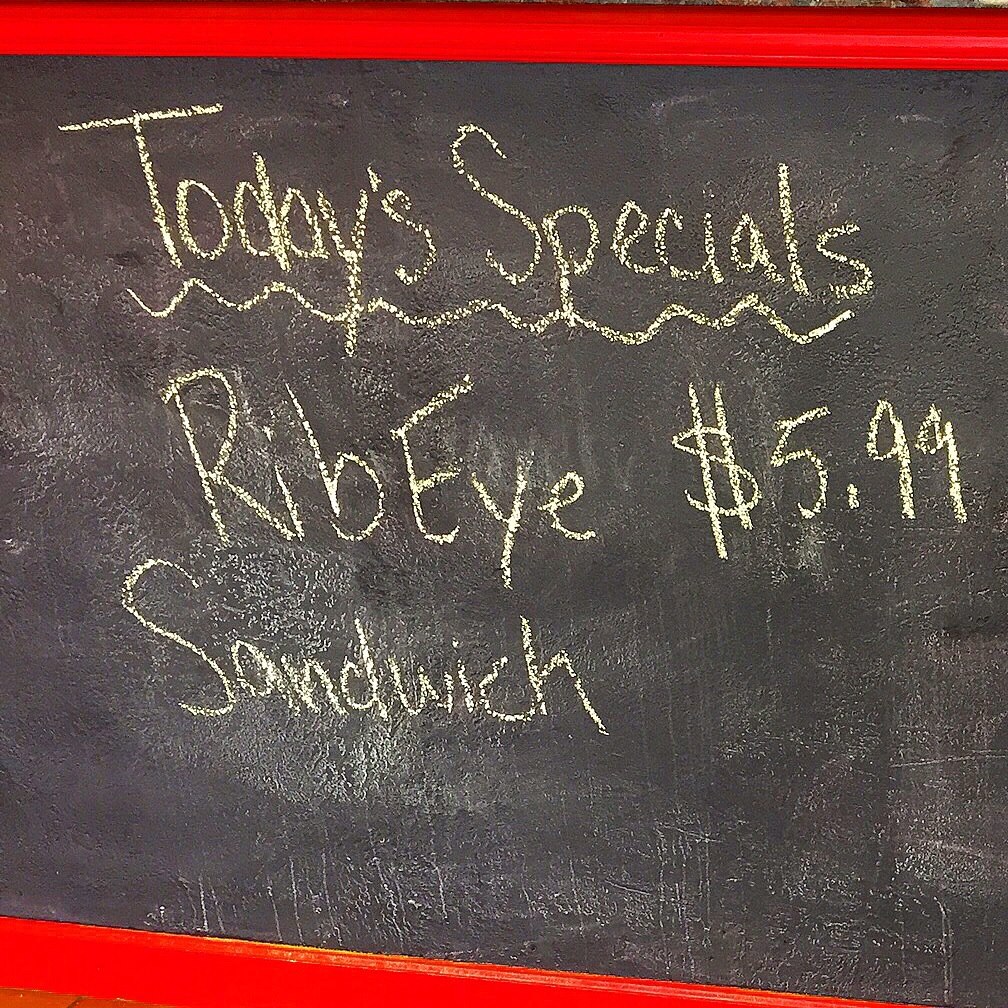 Today's Specials
RibEye $5.99
Sandwich